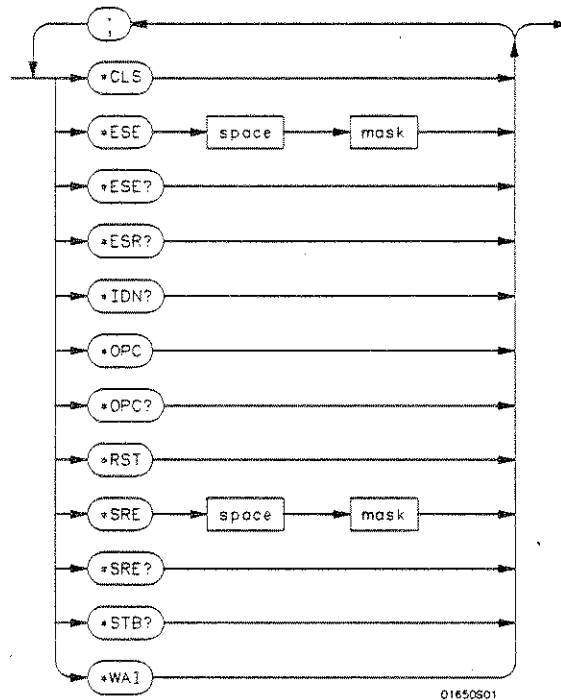 ;
*CLS
*ESE space mask
*ESE?
*ESR?
*IDN?
*OPC
*OPC?
*RST
*SRE space mask
*SRE?
*STB?
*WAI
01650S01